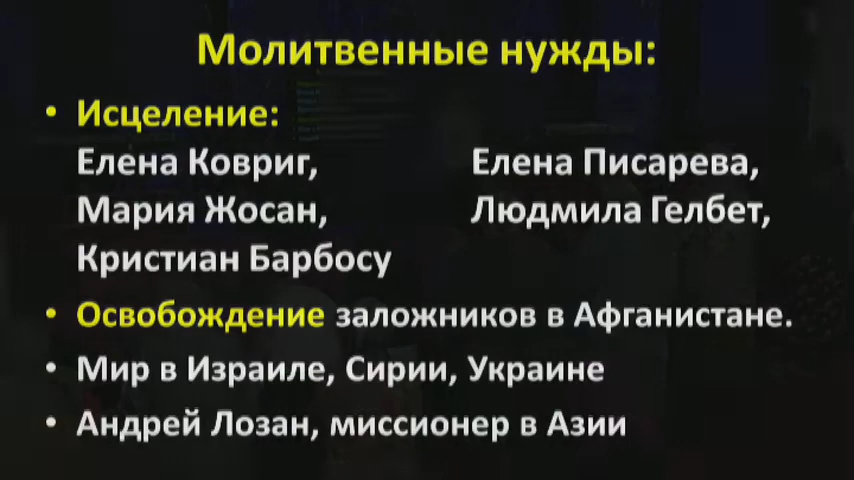 Молитвенные нужды:
• Исцеление:
Елена Ковриг, Елена Писарева,
Мария Жосан, Людмила Гелбет,
Кристиан Барбосу
• Освобождение заложников в Афганистане.
• Мир в Израиле, Сирии, Украине
• Андрей Лозан, миссионер в Азии